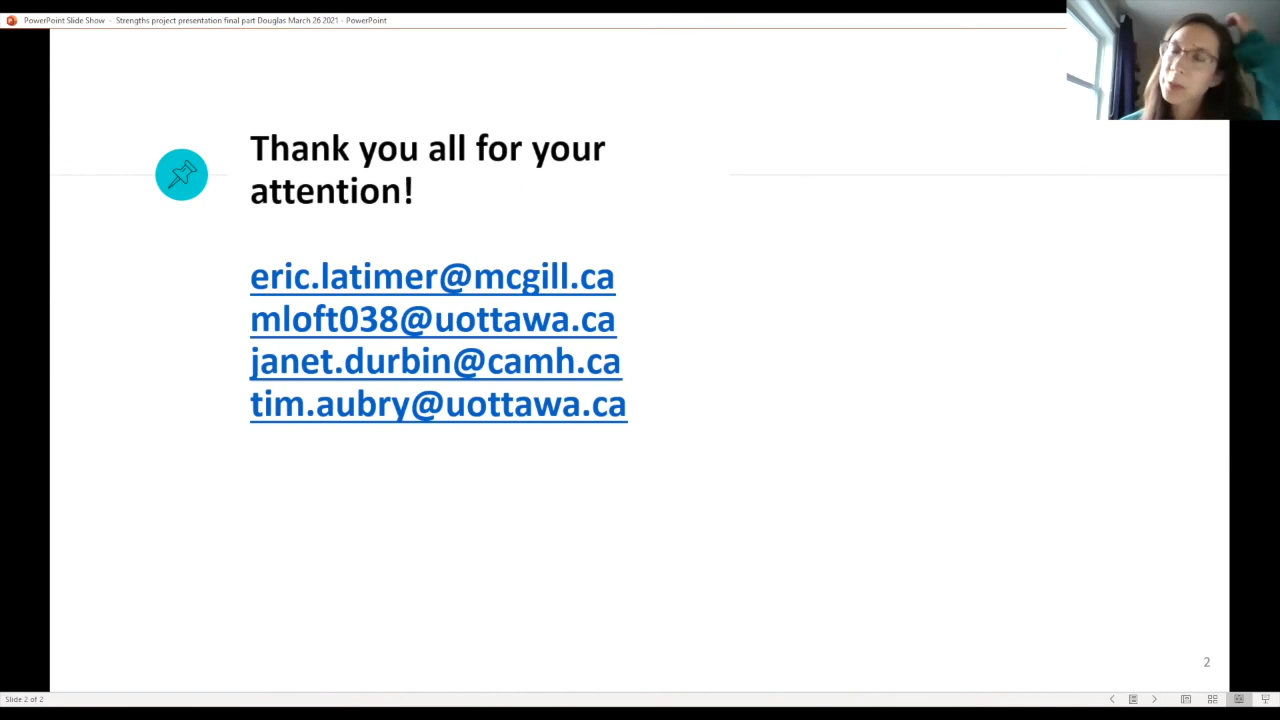 PowerPoint Slide Show - Strengths project presentation final part Douglas March 26 2021 - PowerPoint
Thank you all for your
attention!
eric.latimer@mcgill.ca
mloft038@uottawa.ca
janet.durbin@camh.ca
tim.aubry@uottawa.ca
2
Slide 2 of 2